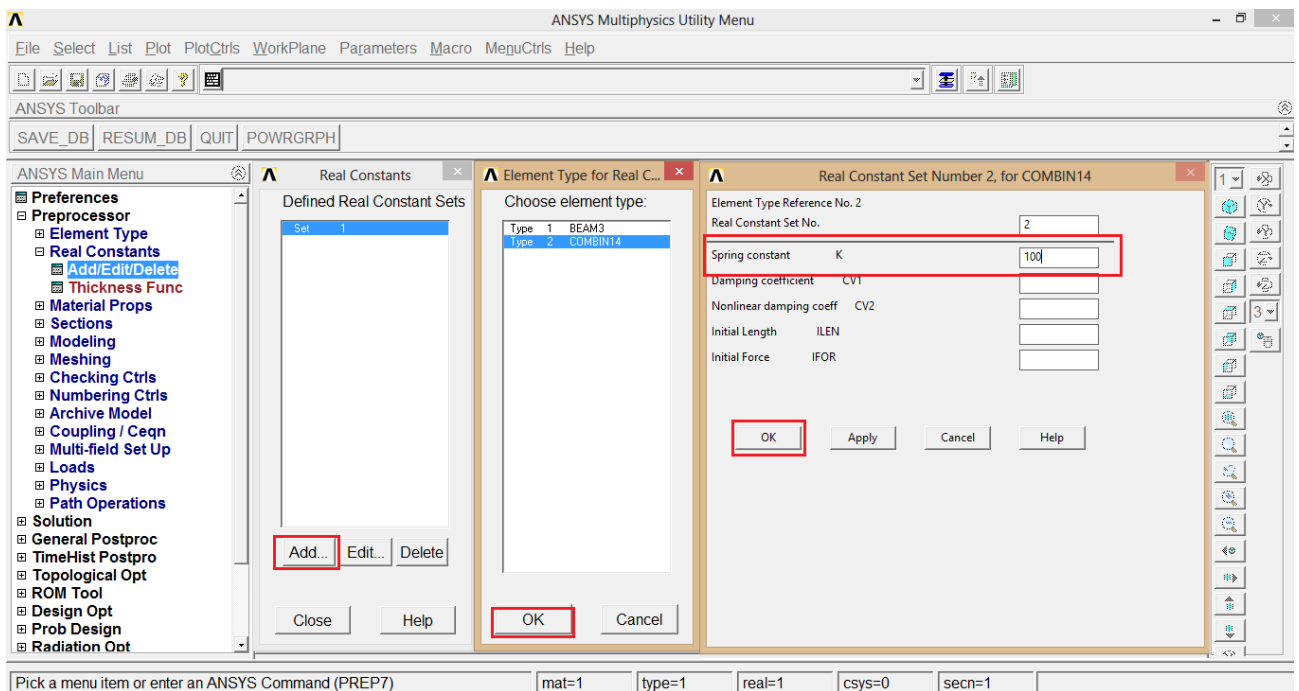 ANSYS Multiphysics Utility Menu
File Select List Plot PlotCtrls WorkPlane Parameters Macro MenuCtrls Help
ANSYS Toolbar
SAVE_DB RESUM_DB QUIT POWRGRPH
ANSYS Main Menu
Preferences
Preprocessor
Element Type
Real Constants
Add/Edit/Delete
Thickness Func
Material Props
Sections
Modeling
Meshing
Checking Ctrls
Numbering Ctrls
Archive Model
Coupling / Ceqn
Multi-field Set Up
Loads
Physics
Path Operations
Solution
General Postproc
TimeHist Postpro
Topological Opt
ROM Tool
Design Opt
Prob Design
Radiation Opt
Real Constants
Defined Real Constant Sets
Set 1
Add... Edit... Delete
Close Help
Element Type for Real C...
Choose element type:
Type 1 BEAM3
Type 2 COMBIN14
OK Cancel
Real Constant Set Number 2, for COMBIN14
Element Type Reference No. 2
Real Constant Set No. 2
Spring constant K 100
Damping coefficient CV1
Nonlinear damping coeff CV2
Initial Length ILEN
Initial Force IFOR
OK Apply Cancel Help
1
3
Pick a menu item or enter an ANSYS Command (PREP7) mat=1 type=1 real=1 csys=0 secn=1